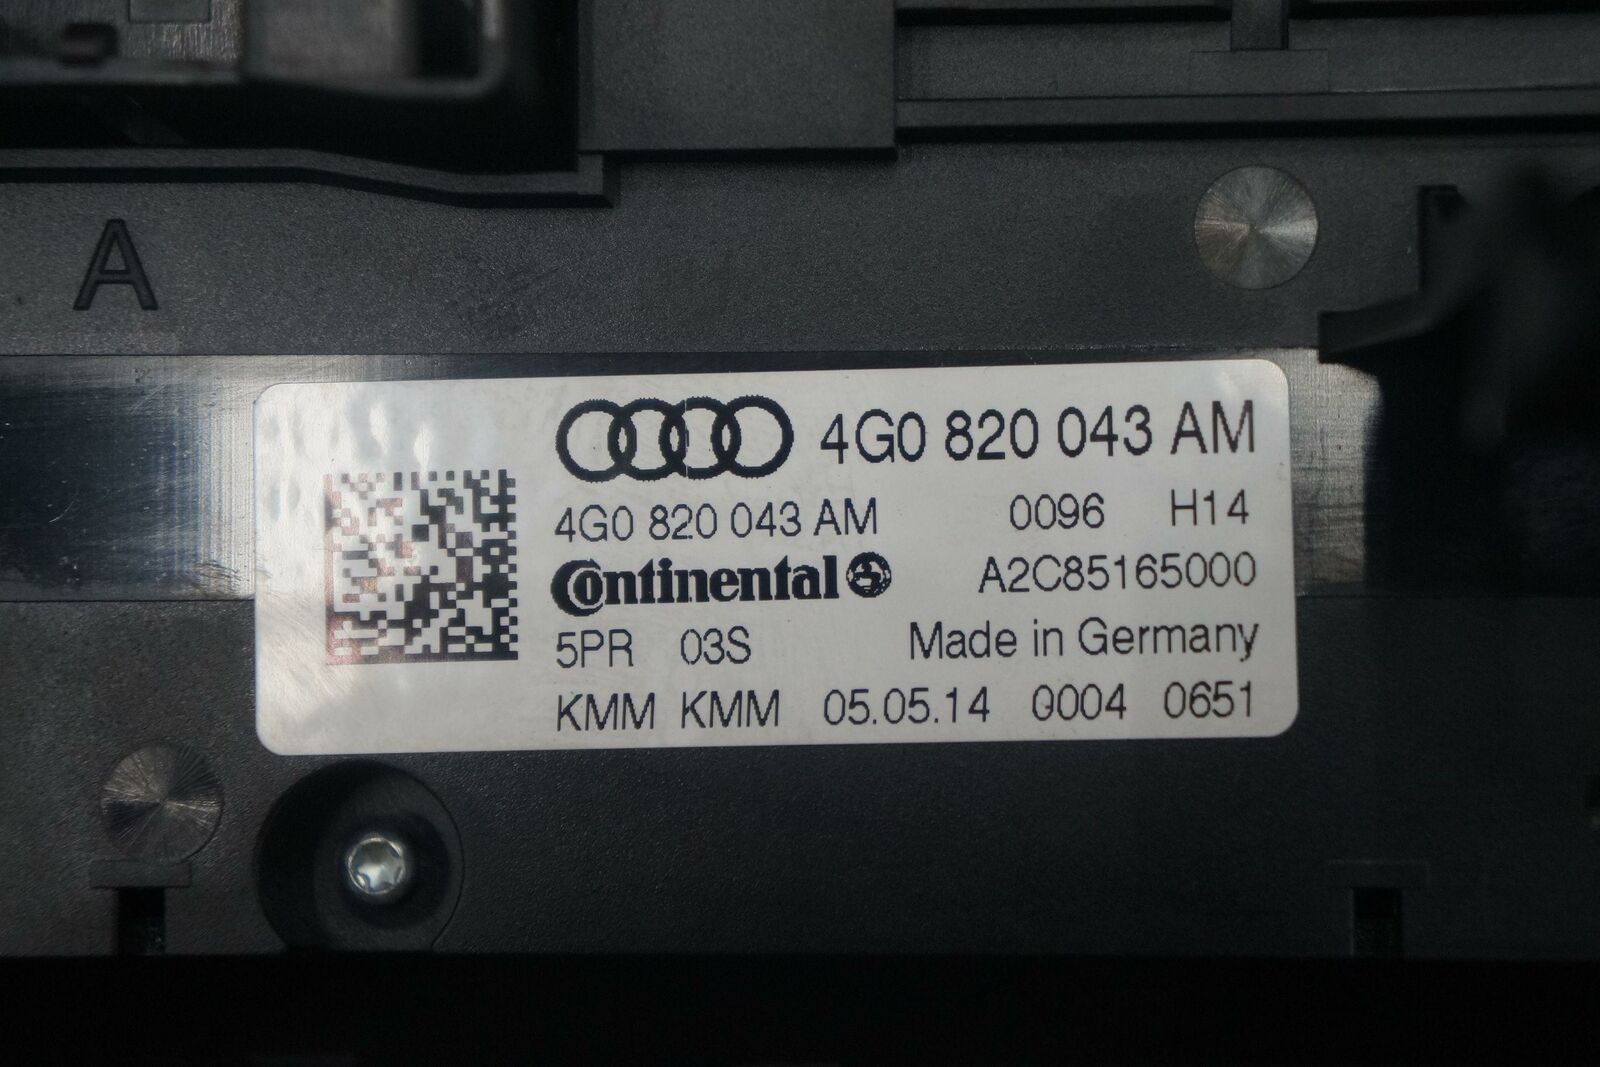 A
4G0 820 043 AM
4G0 820 043 AM 0096 H14
Continental A2C85165000
5PR 03S Made in Germany
KMM KMM 05.05.14 0004 0651